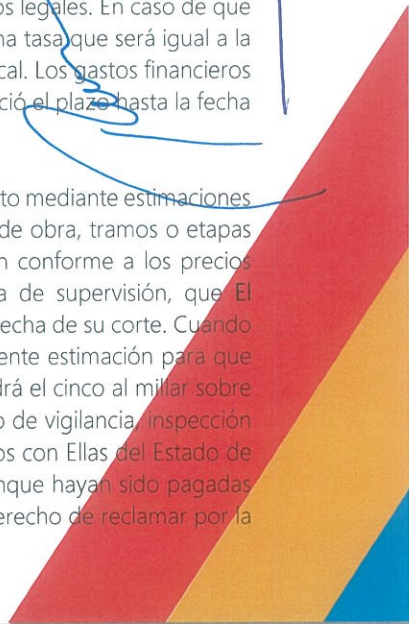 os legales. En caso de que
na tasa que será igual a la
cal. Los gastos financieros
ció el plazo hasta la fecha
to mediante estimaciones
de obra, tramos o etapas
n conforme a los precios
a de supervisión, que El
echa de su corte. Cuando
ente estimación para que
drá el cinco al millar sobre
o de vigilancia, inspección
os con Ellas del Estado de
nque hayan sido pagadas
erecho de reclamar por la